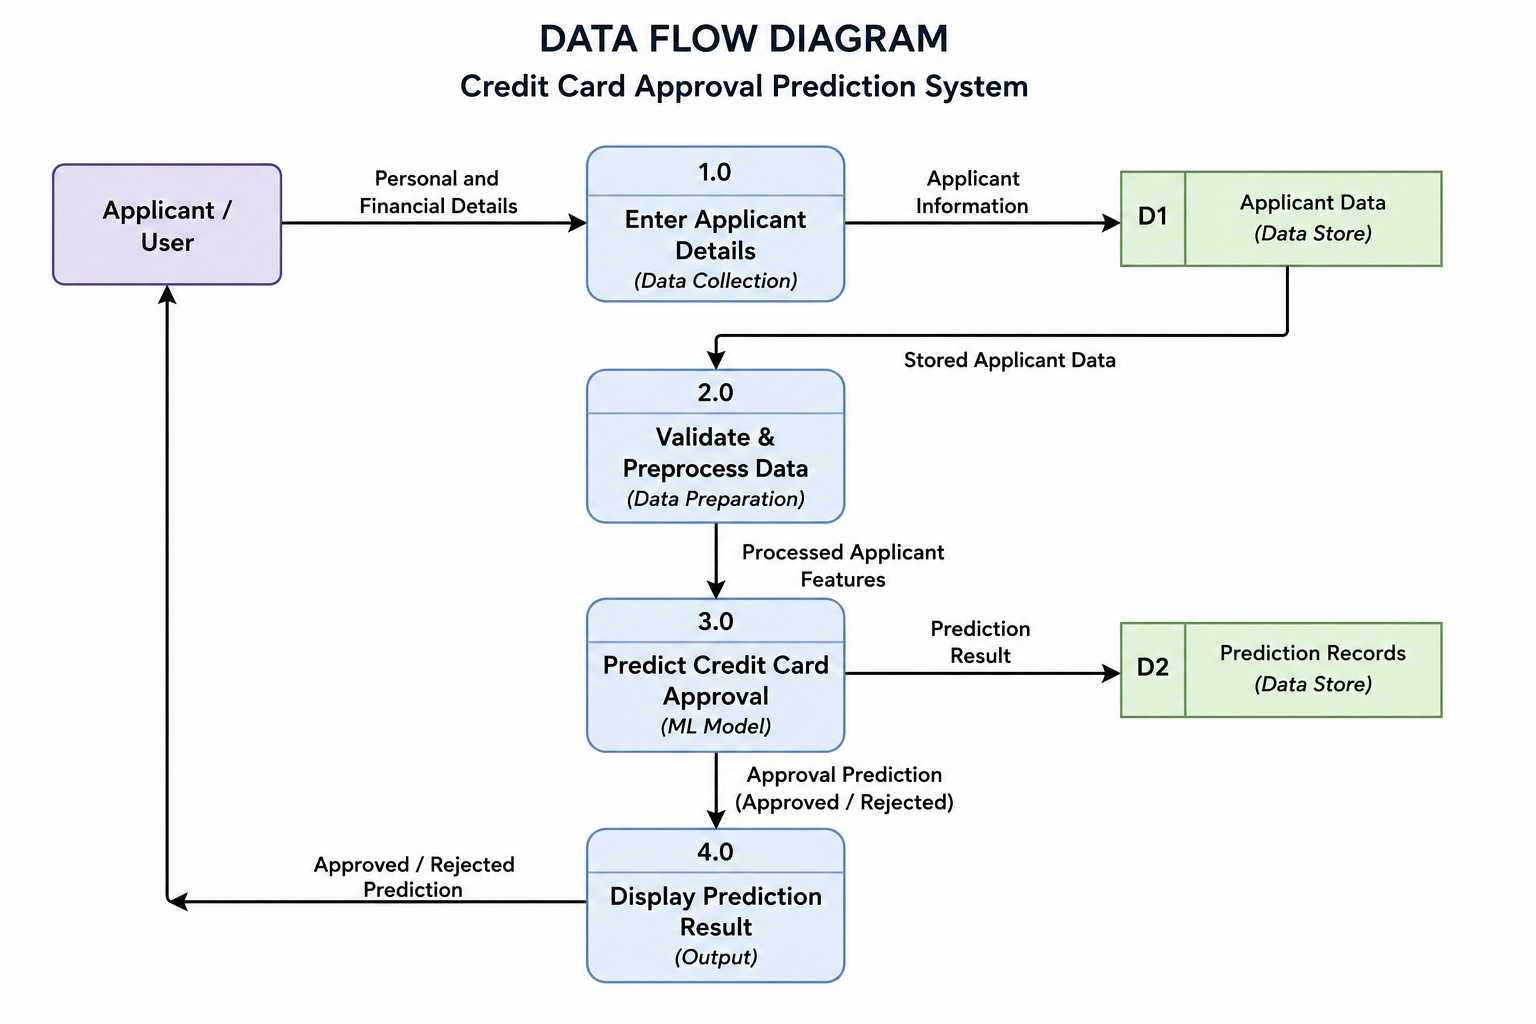 DATA FLOW DIAGRAM
Credit Card Approval Prediction System
Applicant /
User
Personal and
Financial Details
1.0
Enter Applicant
Details
(Data Collection)
Applicant
Information
D1
Applicant Data
(Data Store)
Stored Applicant Data
2.0
Validate &
Preprocess Data
(Data Preparation)
Processed Applicant
Features
3.0
Predict Credit Card
Approval
(ML Model)
Prediction
Result
D2
Prediction Records
(Data Store)
Approval Prediction
(Approved / Rejected)
4.0
Display Prediction
Result
(Output)
Approved / Rejected
Prediction